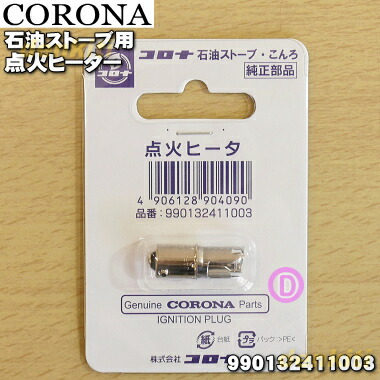 CORONA
石油ストーブ用
点火ヒーター
コロナ 石油ストーブ・こんろ
純正部品
点火ヒータ
4 906128 904090
品番:990132411003
D
Genuine CORONA Parts
IGNITION PLUG
紙 台紙 プラ パック >PE<
株式会社 コロナ
990132411003